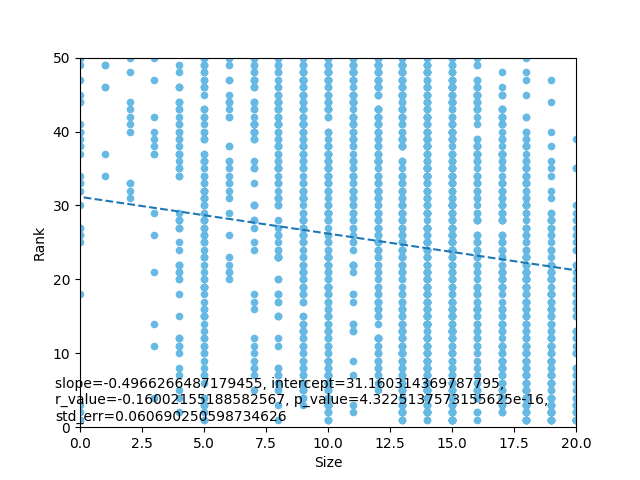 50
40
Rank
30
20
10
0
slope=-0.4966266487179455, intercept=31.160314369787795,
r_value=-0.16002155188582567, p_value=4.3225137573155625e-16,
std_err=0.060690250598734626
0.0 2.5 5.0 7.5 10.0 12.5 15.0 17.5 20.0
Size